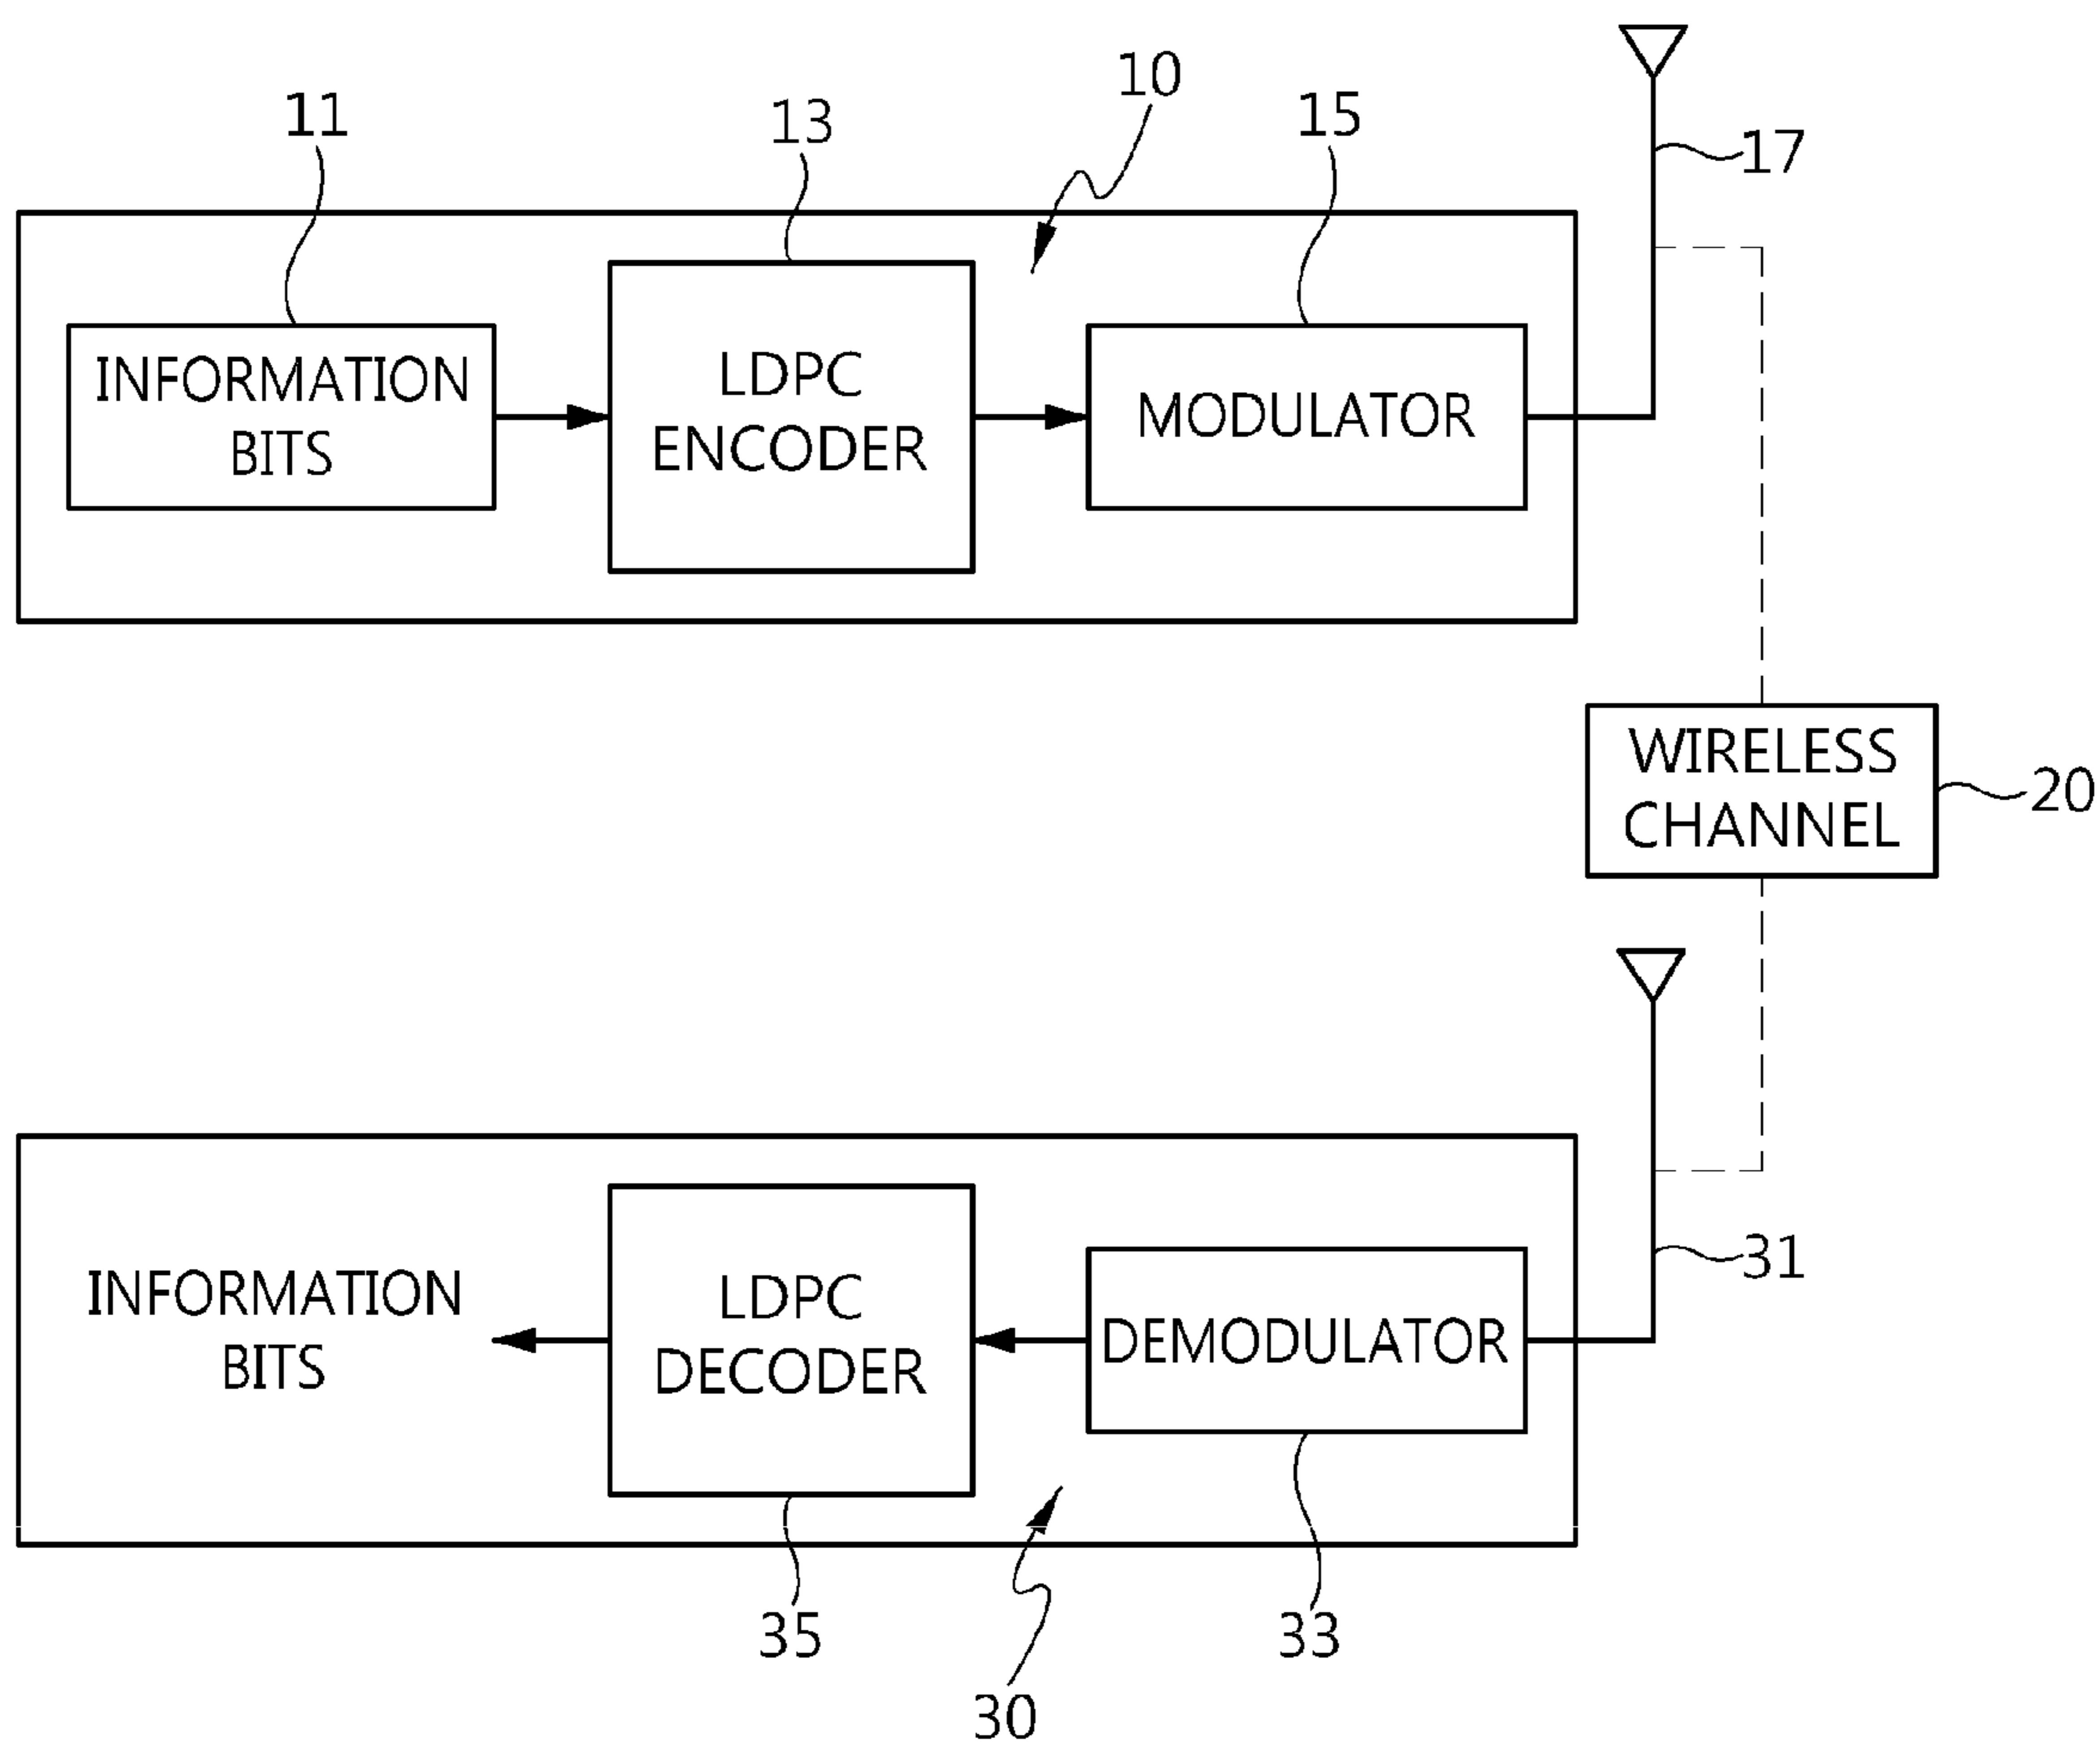 10
11
13
15
17
INFORMATION
BITS
LDPC
ENCODER
MODULATOR
WIRELESS
CHANNEL
20
31
INFORMATION
BITS
LDPC
DECODER
DEMODULATOR
35
33
30